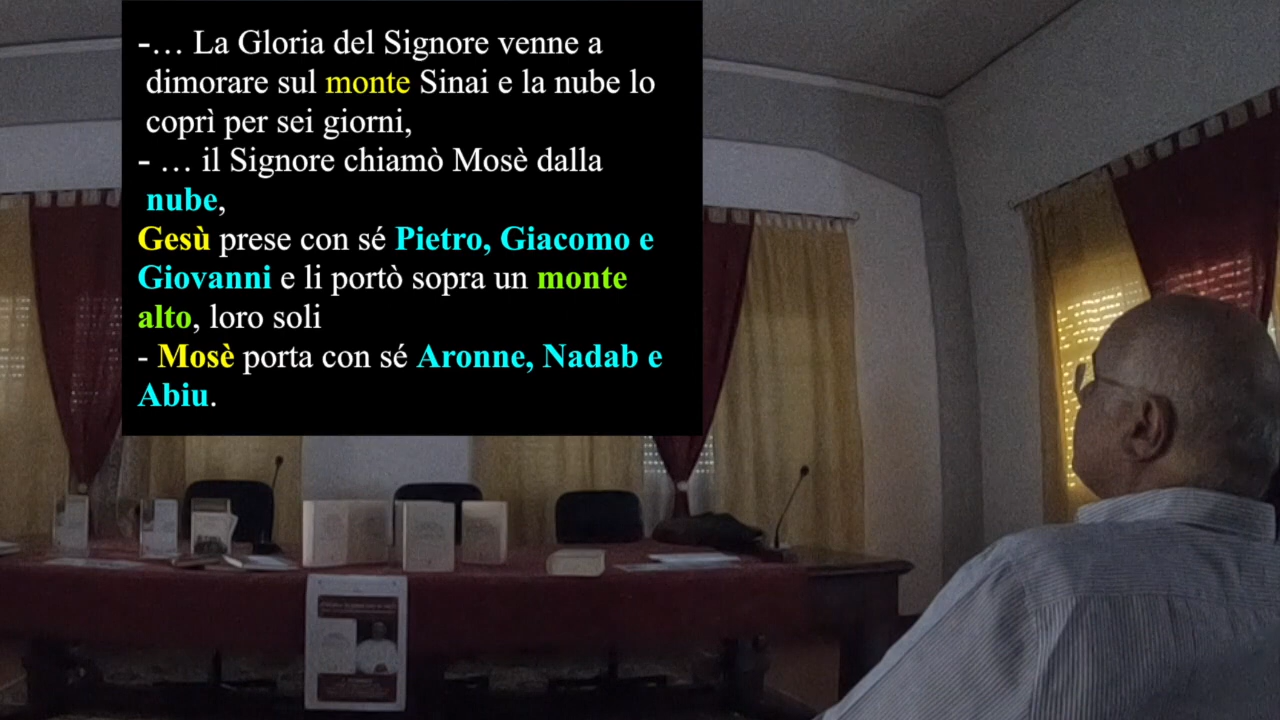 -… La Gloria del Signore venne a
dimorare sul monte Sinai e la nube lo
coprì per sei giorni,
- … il Signore chiamò Mosè dalla
nube,
Gesù prese con sé Pietro, Giacomo e
Giovanni e li portò sopra un monte
alto, loro soli
- Mosè porta con sé Aronne, Nadab e
Abiu.